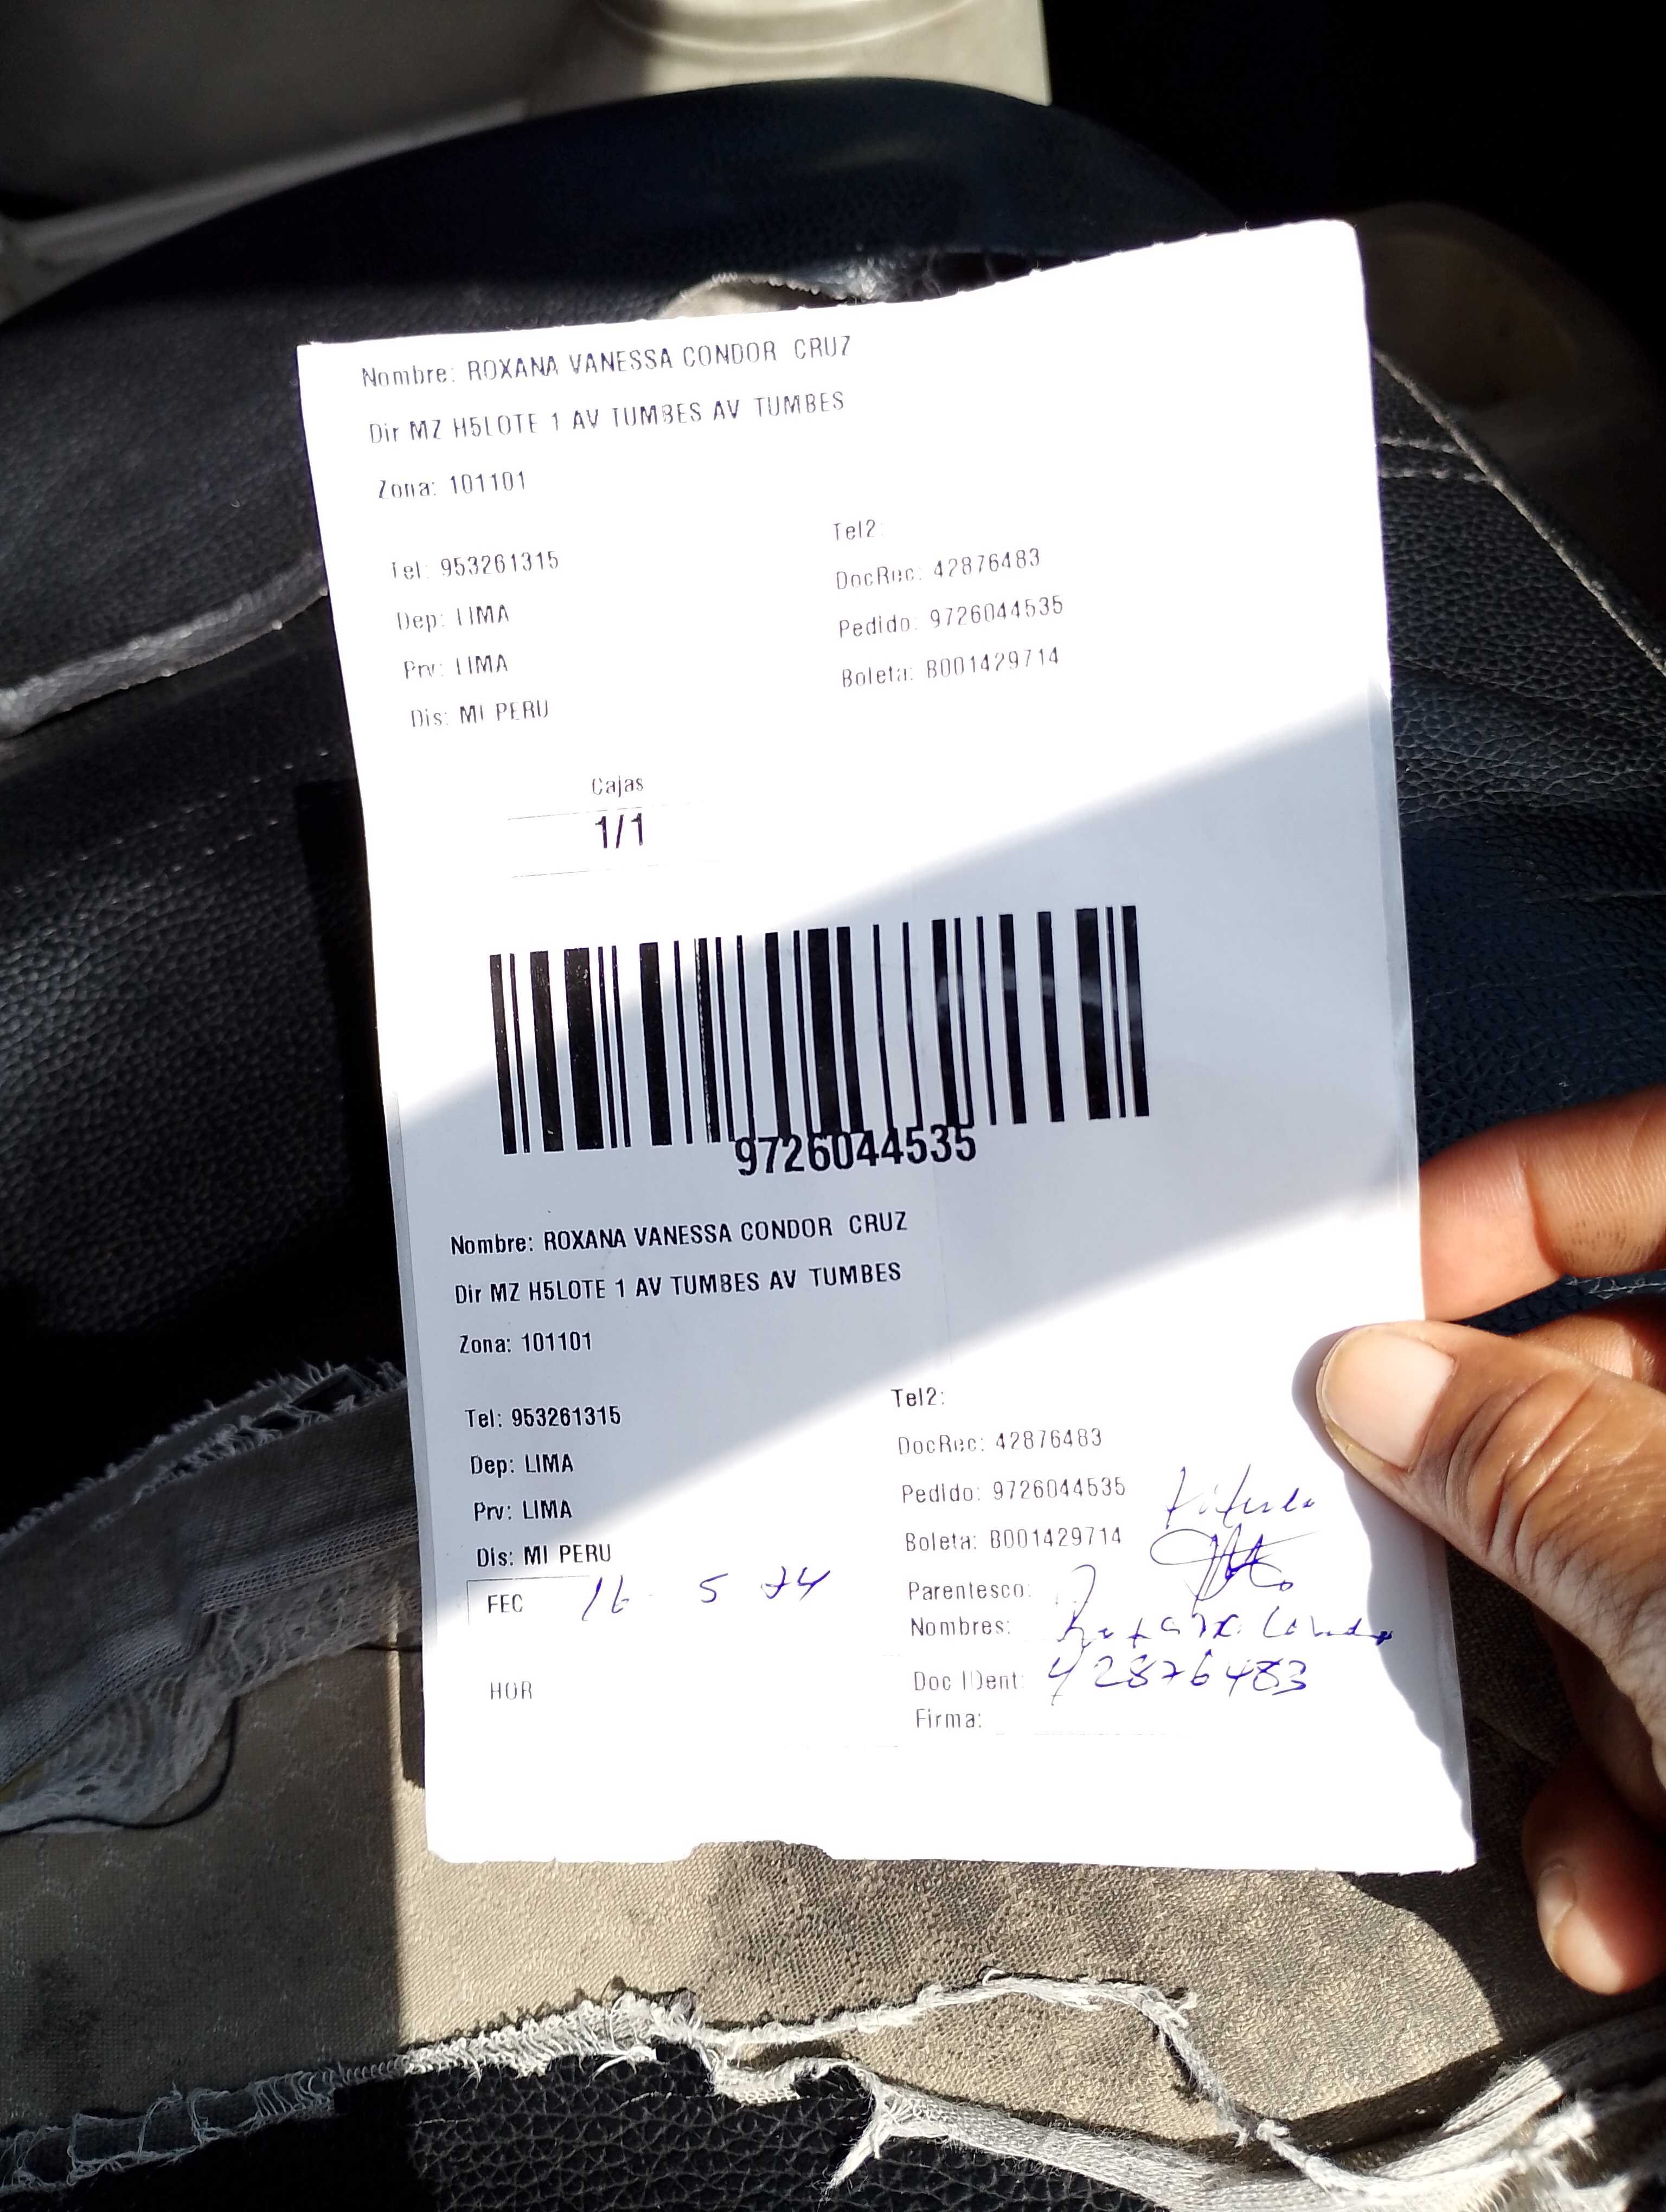 Nombre: ROXANA VANESSA CONDOR CRUZ
Dir MZ H5LOTE 1 AV TUMBES AV TUMBES
Zona: 101101
Tel2:
Tel: 953261315
DocRec: 42876483
Dep: LIMA
Pedido: 9726044535
Prv: LIMA
Boleta: B001429714
Dis: MI PERU
Cajas
1/1
9726044535
Nombre: ROXANA VANESSA CONDOR CRUZ
Dir MZ H5LOTE 1 AV TUMBES AV TUMBES
Zona: 101101
Tel2:
Tel: 953261315
DocRec: 42876483
Dep: LIMA
Pedido: 9726044535
Prv: LIMA
Boleta: B001429714
Dis: MI PERU
Parentesco:
FEC 16 5 24
Nombres:
Doc IDent: 42876483
HOR
Firma: